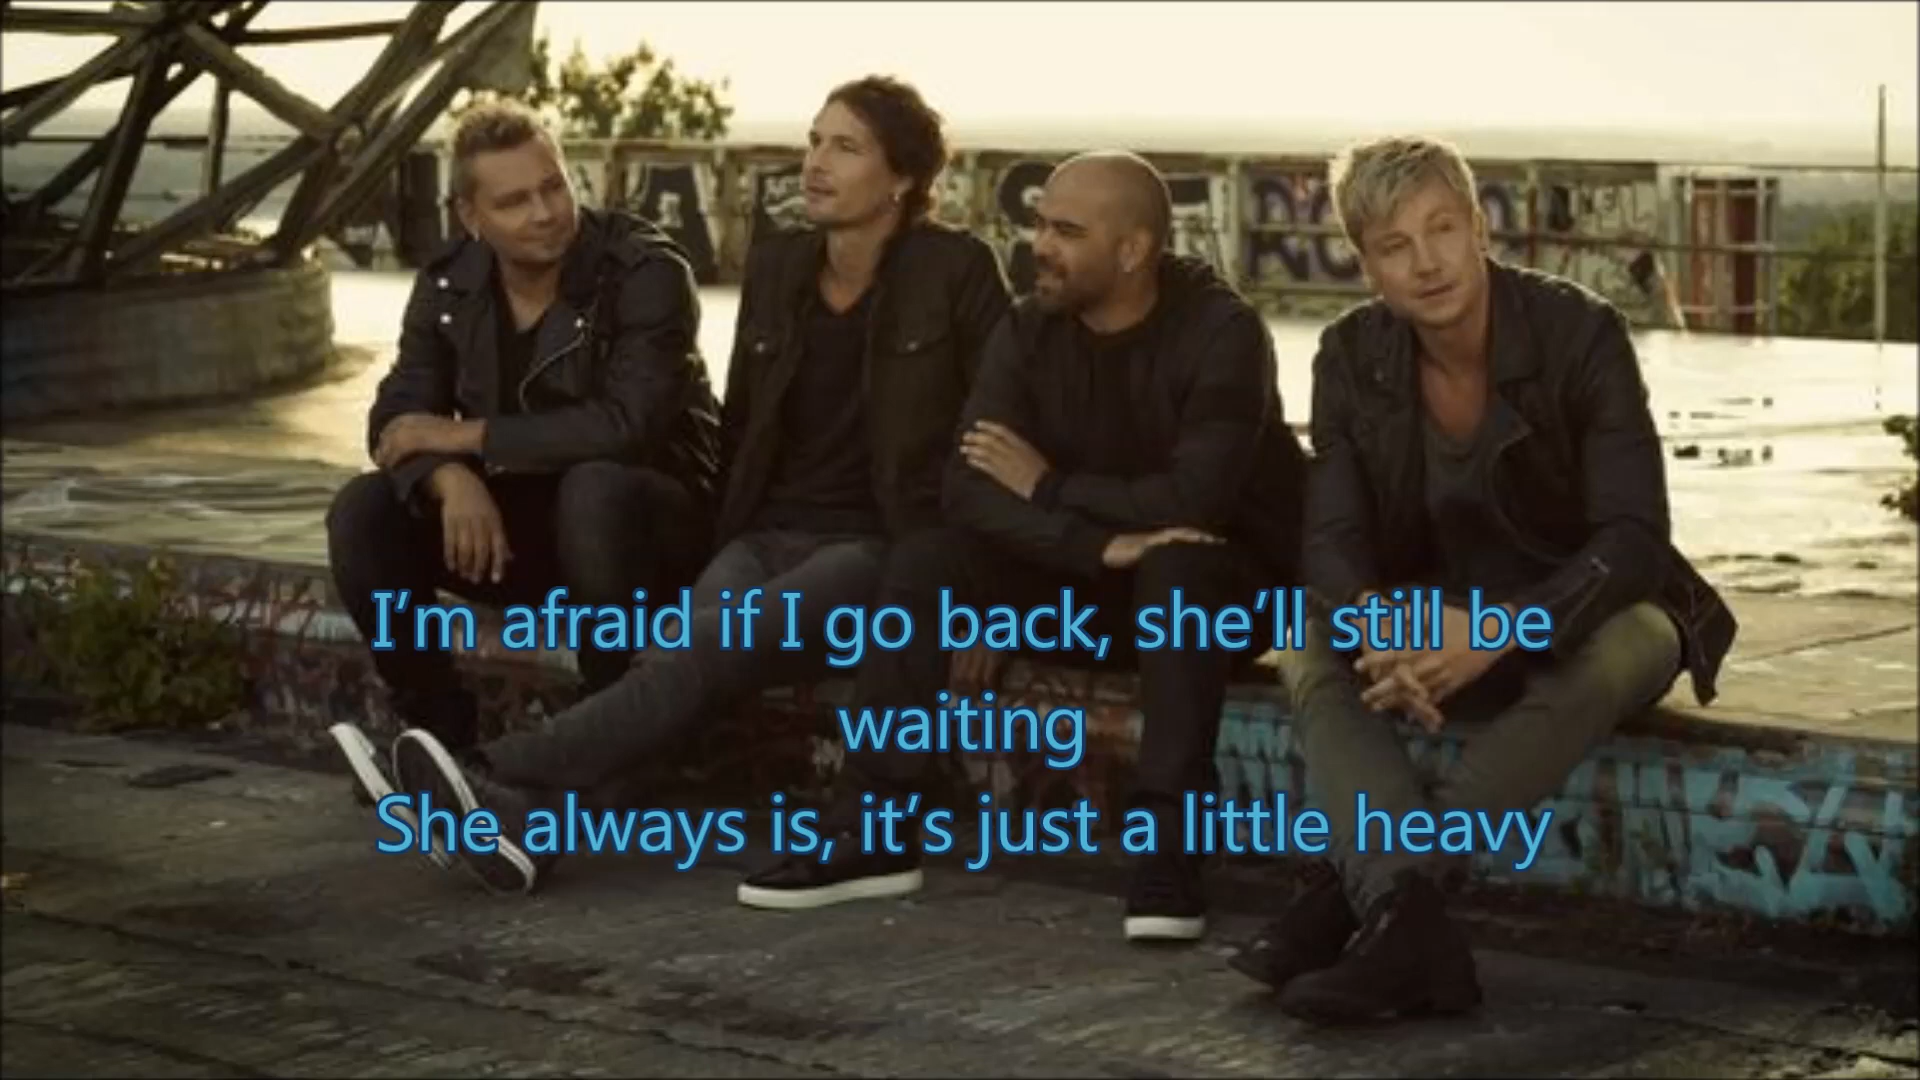 I’m afraid if I go back, she’ll still be
waiting
She always is, it’s just a little heavy